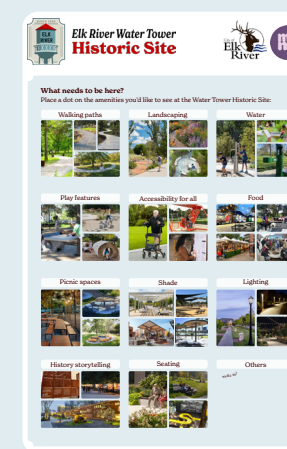 ELK
RIVER
Elk River Water Tower
Historic Site
City of
Elk
River
What needs to be here?
Place a dot on the amenities you'd like to see at the Water Tower Historic Site:
Walking paths
Landscaping
Water
Play features
Accessibility for all
Food
Picnic spaces
Shade
Lighting
History storytelling
Seating
Others